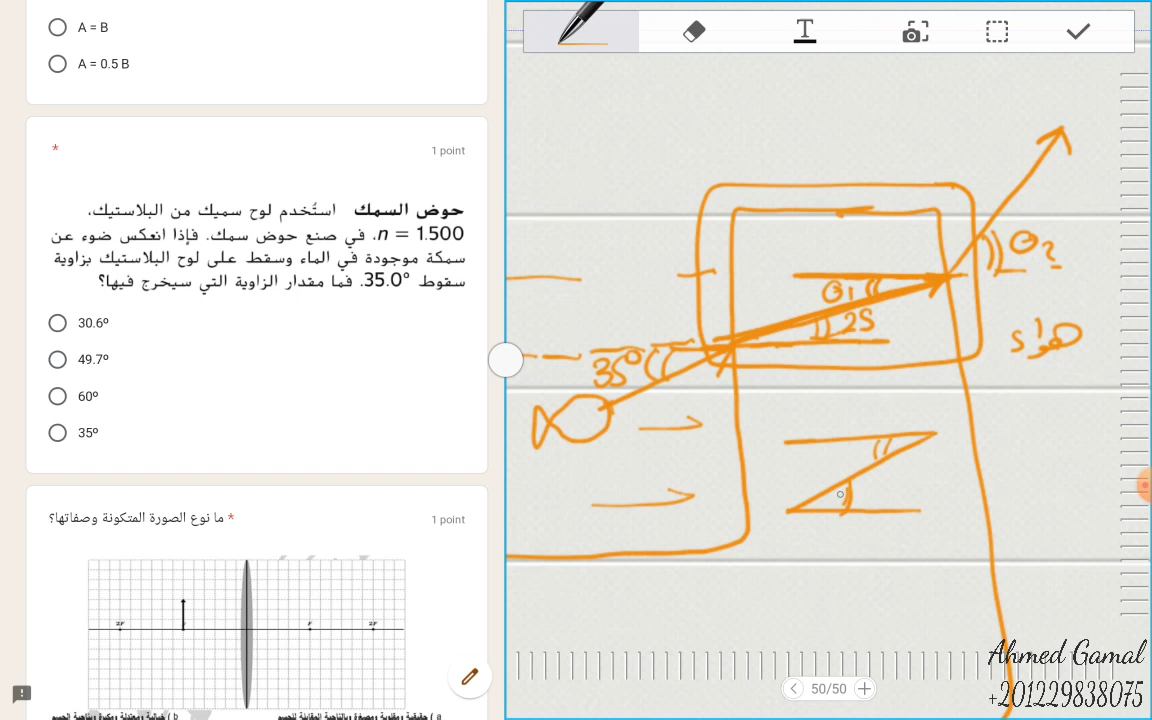 A = B
A = 0.5 B
*
1 point
حوض السمك استُخدم لوح سميك من البلاستيك،
n = 1.500، في صنع حوض سمك. فإذا انعكس ضوء عن
سمكة موجودة في الماء وسقط على لوح البلاستيك بزاوية
سقوط 35.0°. فما مقدار الزاوية التي سيخرج فيها؟
30.6º
49.7º
60º
35º
ما نوع الصورة المتكونة وصفاتها؟ *
1 point
2F
F
2F
T
θ2
θ1
25
35°
هواء
50/50
Ahmed Gamal
+201229838075